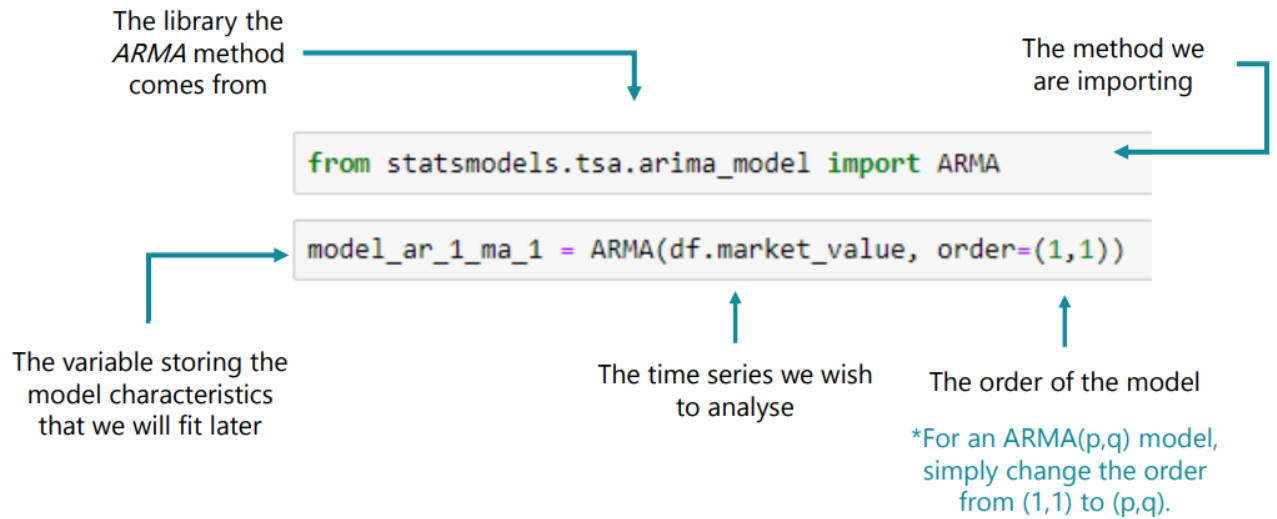 The library the
ARMA method
comes from
The method we
are importing
from statsmodels.tsa.arima_model import ARMA
model_ar_1_ma_1 = ARMA(df.market_value, order=(1,1))
The variable storing the
model characteristics
that we will fit later
The time series we wish
to analyse
The order of the model
*For an ARMA(p,q) model,
simply change the order
from (1,1) to (p,q).